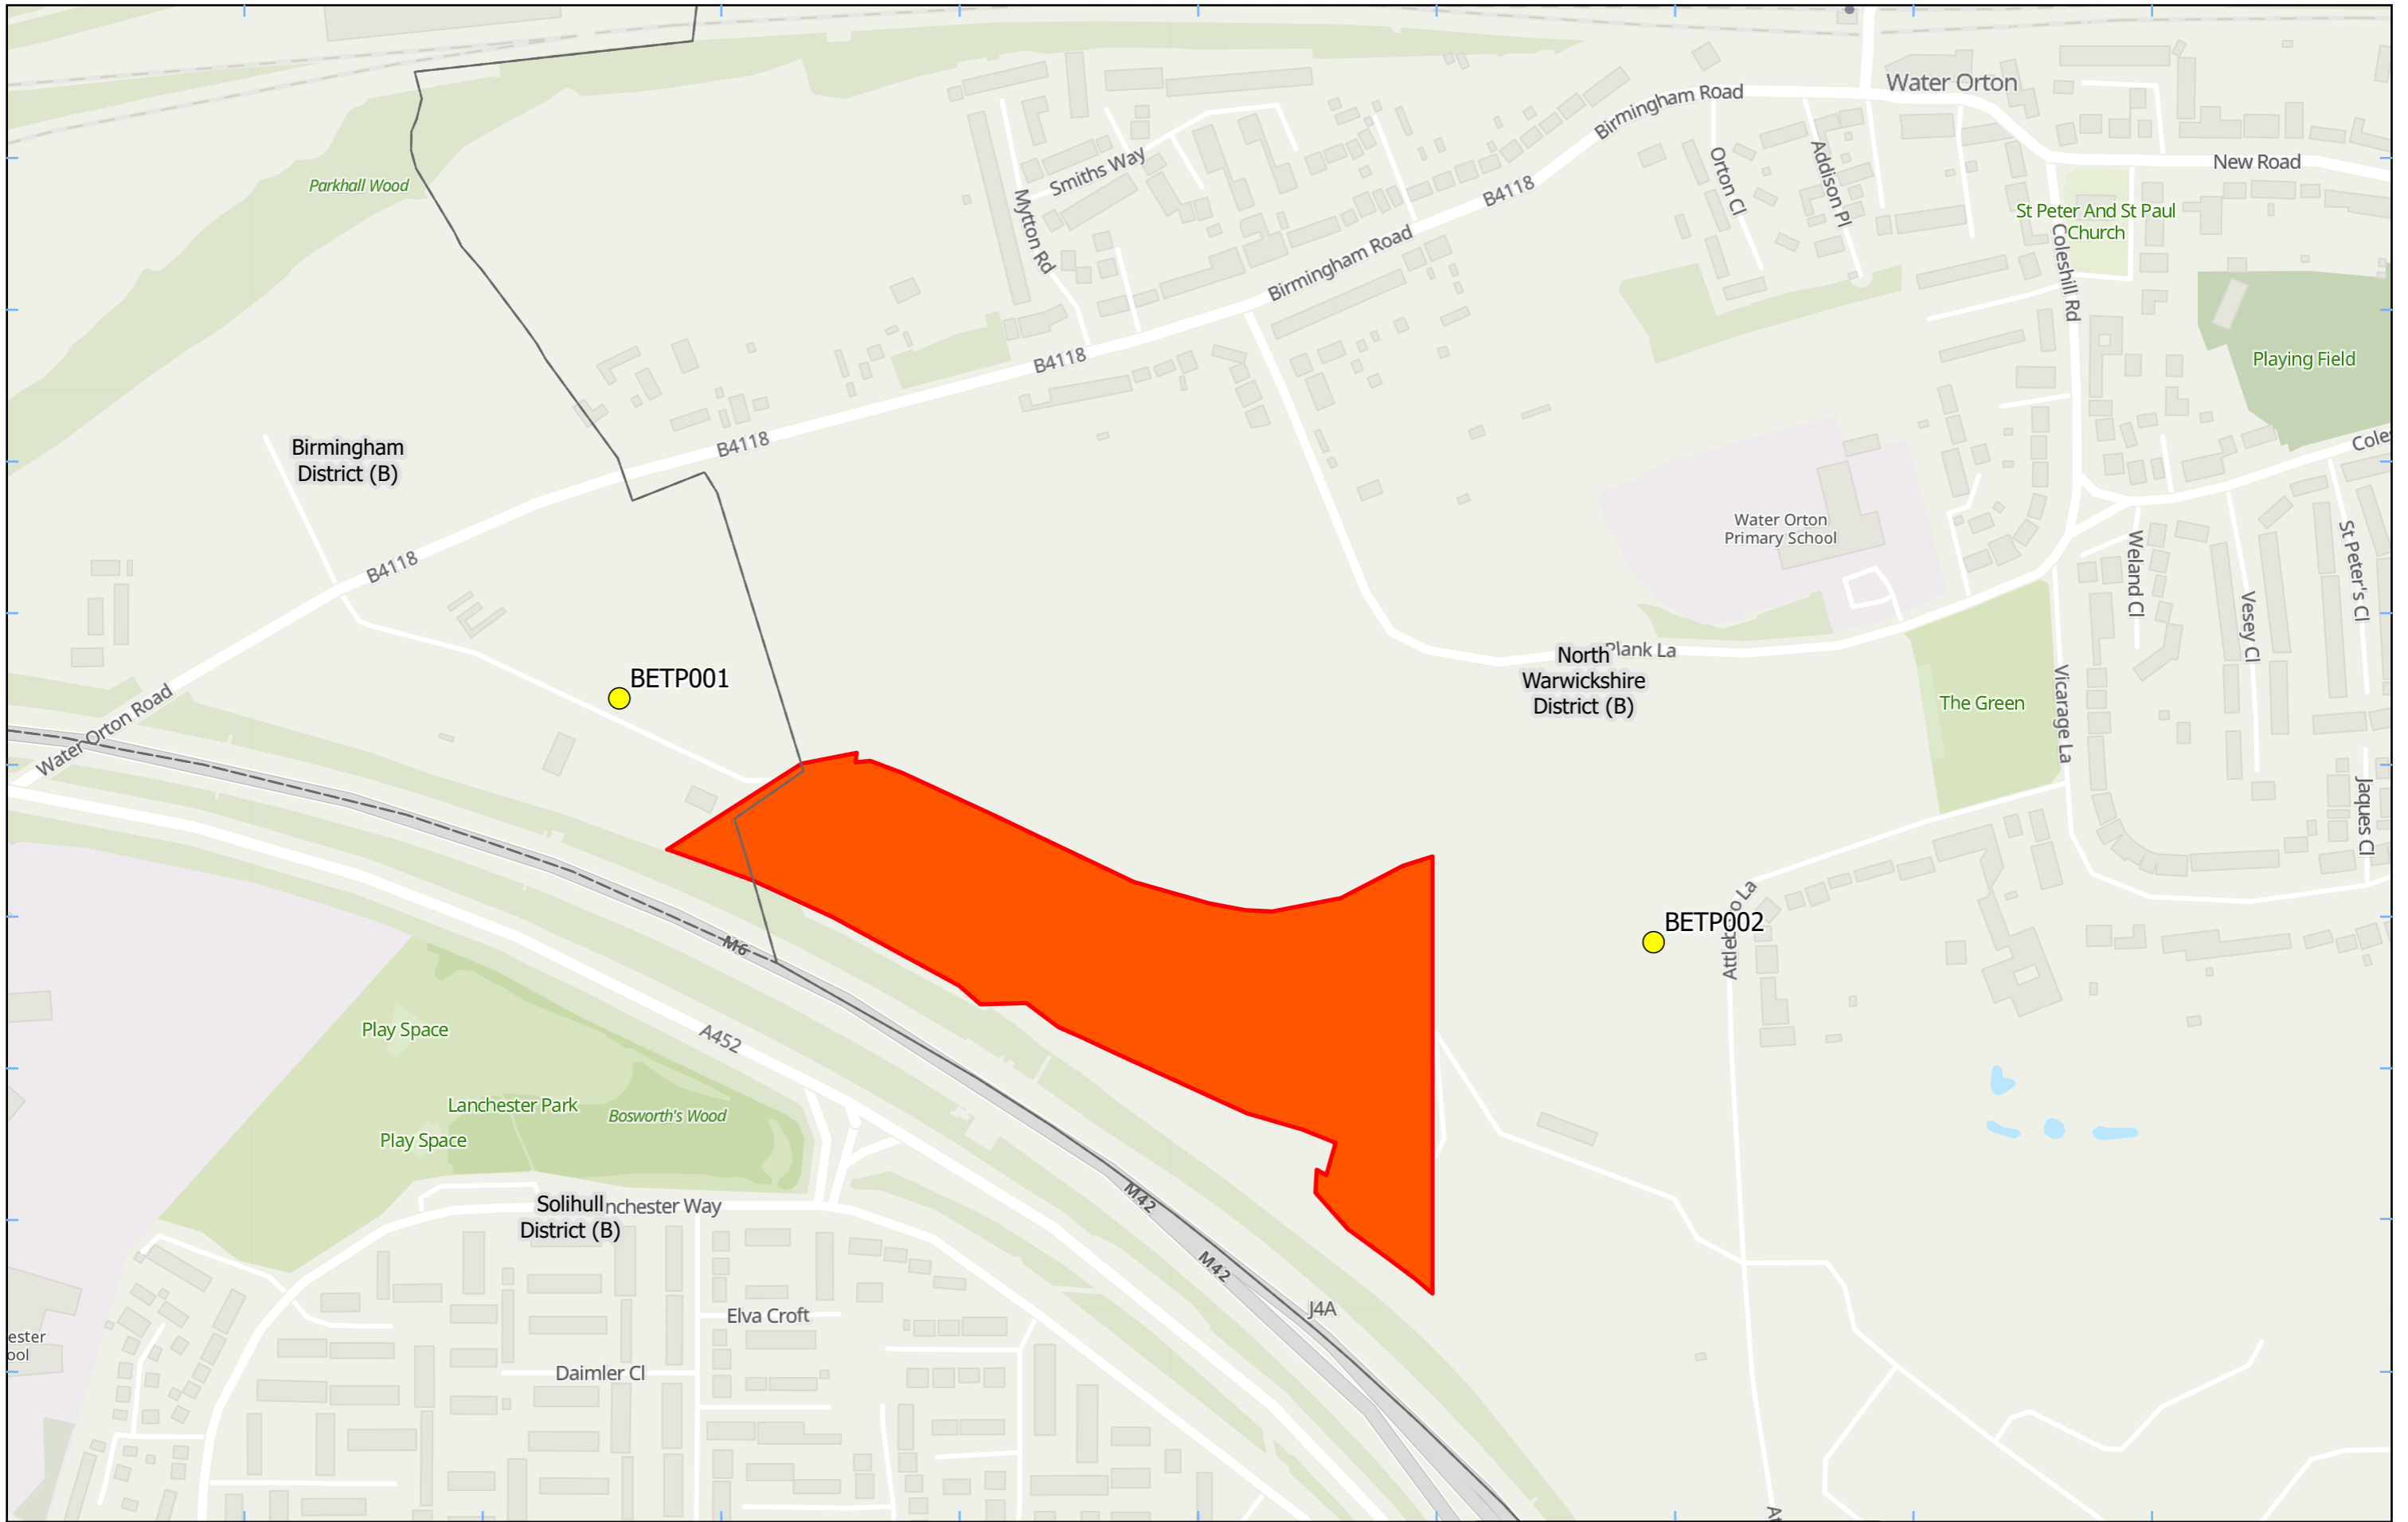 Water Orton
Birmingham Road
New Road
Smiths Way
Orton Cl
Addison Pl
Parkhall Wood
B4118
St Peter And St Paul
Church
Mytton Rd
Birmingham Road
Coleshill Rd
B4118
Playing Field
B4118
Birmingham
District (B)
Water Orton
Primary School
B4118
Weland Cl
St Peter's Cl
Vesey Cl
Plank La
North
Warwickshire
District (B)
BETP001
The Green
Vicarage La
Water Orton Road
Jaques Cl
BETP002
M6
Play Space
A452
Lanchester Park
Bosworth's Wood
Play Space
M42
Solihull
District (B)
nchester Way
M42
J4A
Elva Croft
ester
ool
Daimler Cl